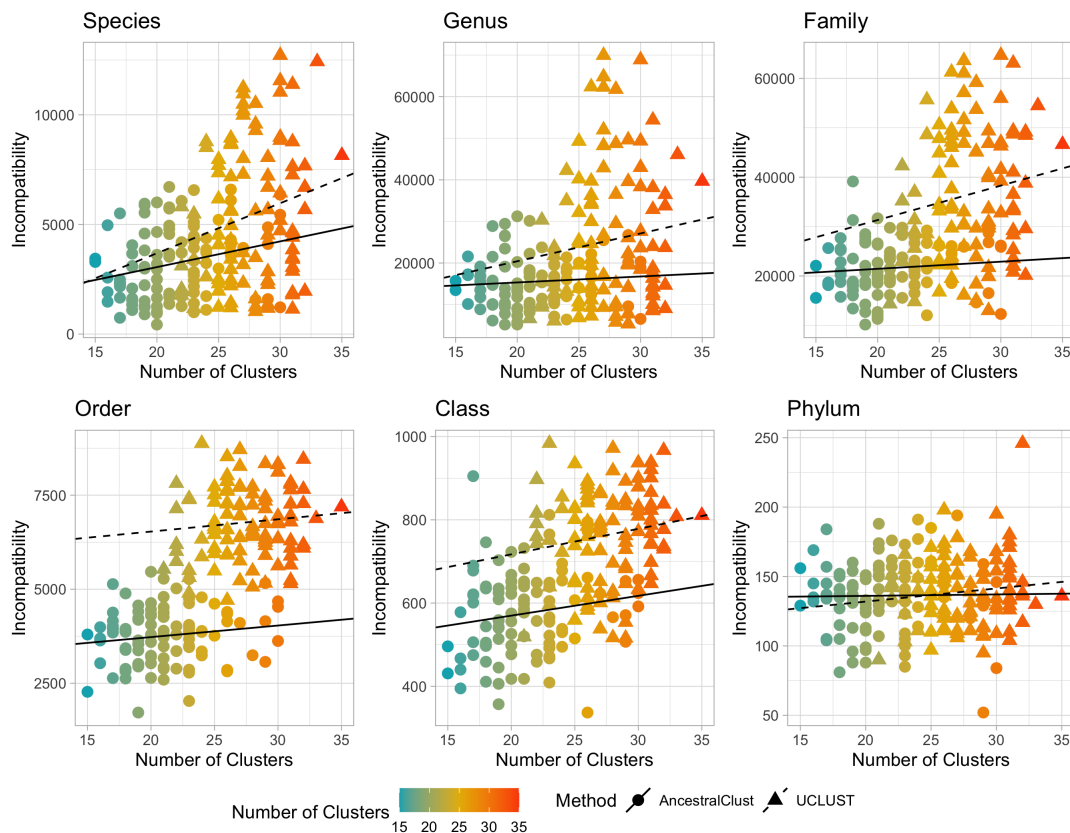 Species
Genus
Family
Incompatibility
10000
5000
0
15 20 25 30 35
Number of Clusters
Incompatibility
60000
40000
20000
15 20 25 30 35
Number of Clusters
Incompatibility
60000
40000
20000
15 20 25 30 35
Number of Clusters
Order
Class
Phylum
Incompatibility
7500
5000
2500
15 20 25 30 35
Number of Clusters
Incompatibility
1000
800
600
400
15 20 25 30 35
Number of Clusters
Incompatibility
250
200
150
100
50
15 20 25 30 35
Number of Clusters
Number of Clusters
15 20 25 30 35
Method AncestralClust UCLUST